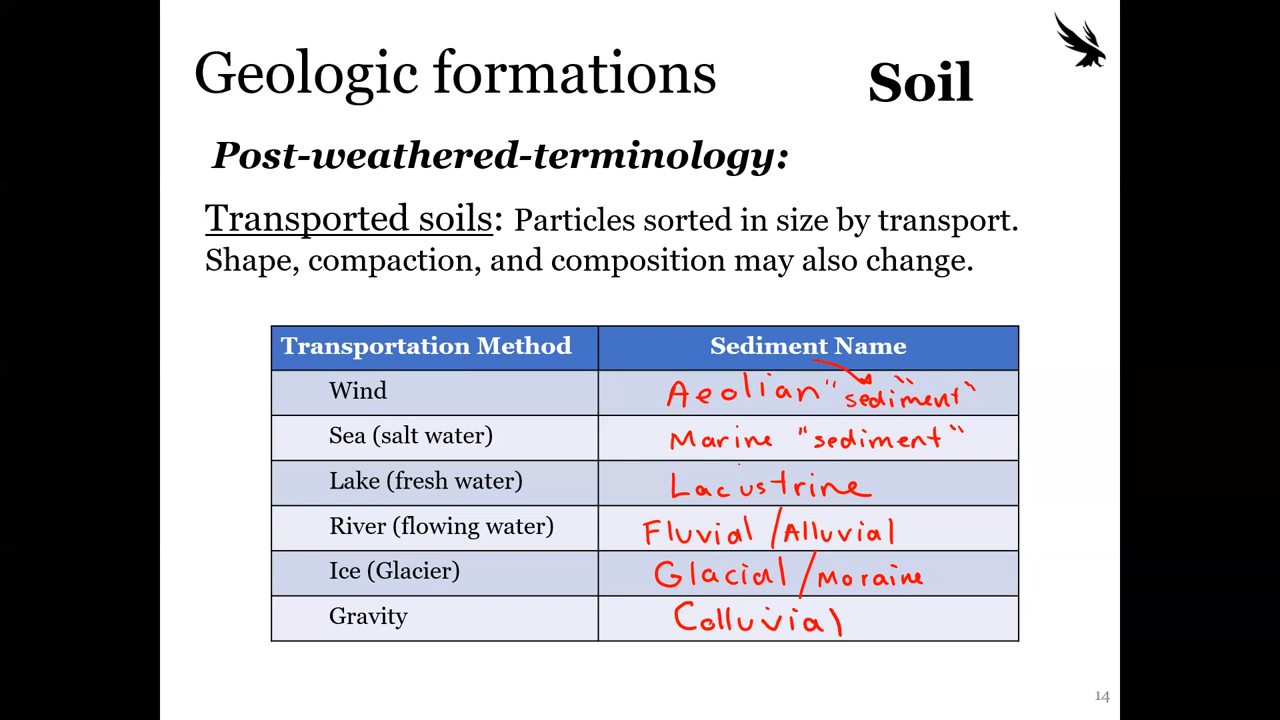 Geologic formations
Soil
Post-weathered-terminology:
Transported soils: Particles sorted in size by transport.
Shape, compaction, and composition may also change.
Transportation Method Sediment Name
Wind Aeolian "sediment"
Sea (salt water) Marine "sediment"
Lake (fresh water) Lacustrine
River (flowing water) Fluvial / Alluvial
Ice (Glacier) Glacial / Moraine
Gravity Colluvial
14